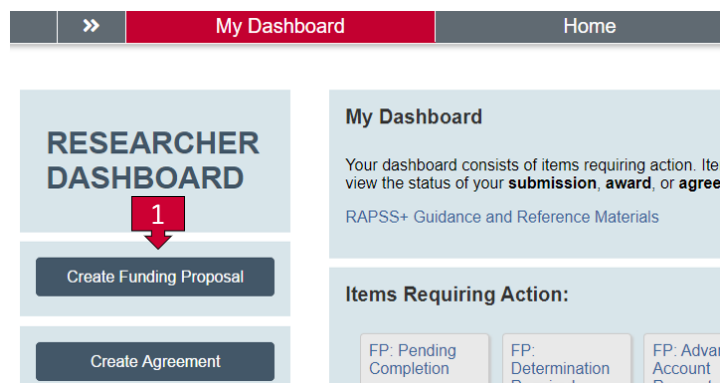 » My Dashboard Home
RESEARCHER
DASHBOARD
1
Create Funding Proposal
Create Agreement
My Dashboard
Your dashboard consists of items requiring action. Ite
view the status of your submission, award, or agree
RAPSS+ Guidance and Reference Materials
Items Requiring Action:
FP: Pending
Completion
FP:
Determination
FP: Advan
Account